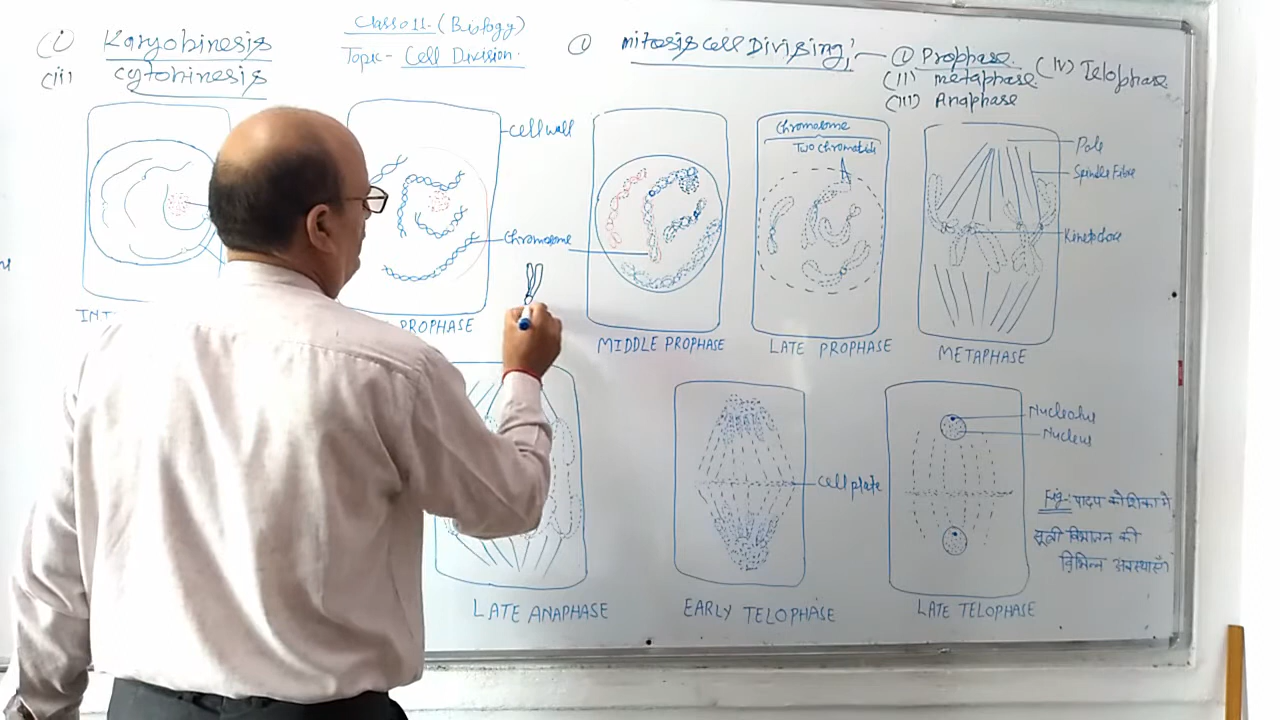 (i) Karyokinesis
(ii) cytokinesis
Class 11 - (Biology)
Topic - Cell Division.
① mitosis Cell Divising; — ① Prophase.
(II) metaphase.
(III) Anaphase
(IV) Telophase
INT
PROPHASE
cell wall
Chromosome
MIDDLE PROPHASE
Chromosome
Two Chromatids
LATE PROPHASE
Pole
Spindle Fibre
METAPHASE
LATE ANAPHASE
Cell plate
EARLY TELOPHASE
Nucleolus
Nucleus
LATE TELOPHASE
Fig:- पादप कोशिका मे
सूत्री विभाजन की
विभिन्न अवस्थाएँ